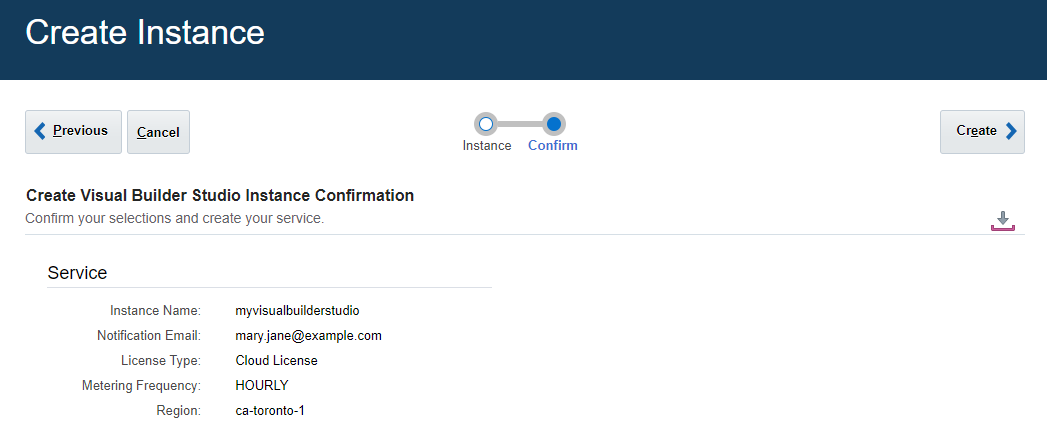 Create Instance
Previous
Cancel
Instance
Confirm
Create
Create Visual Builder Studio Instance Confirmation
Confirm your selections and create your service.
Service
Instance Name: myvisualbuilderstudio
Notification Email: mary.jane@example.com
License Type: Cloud License
Metering Frequency: HOURLY
Region: ca-toronto-1